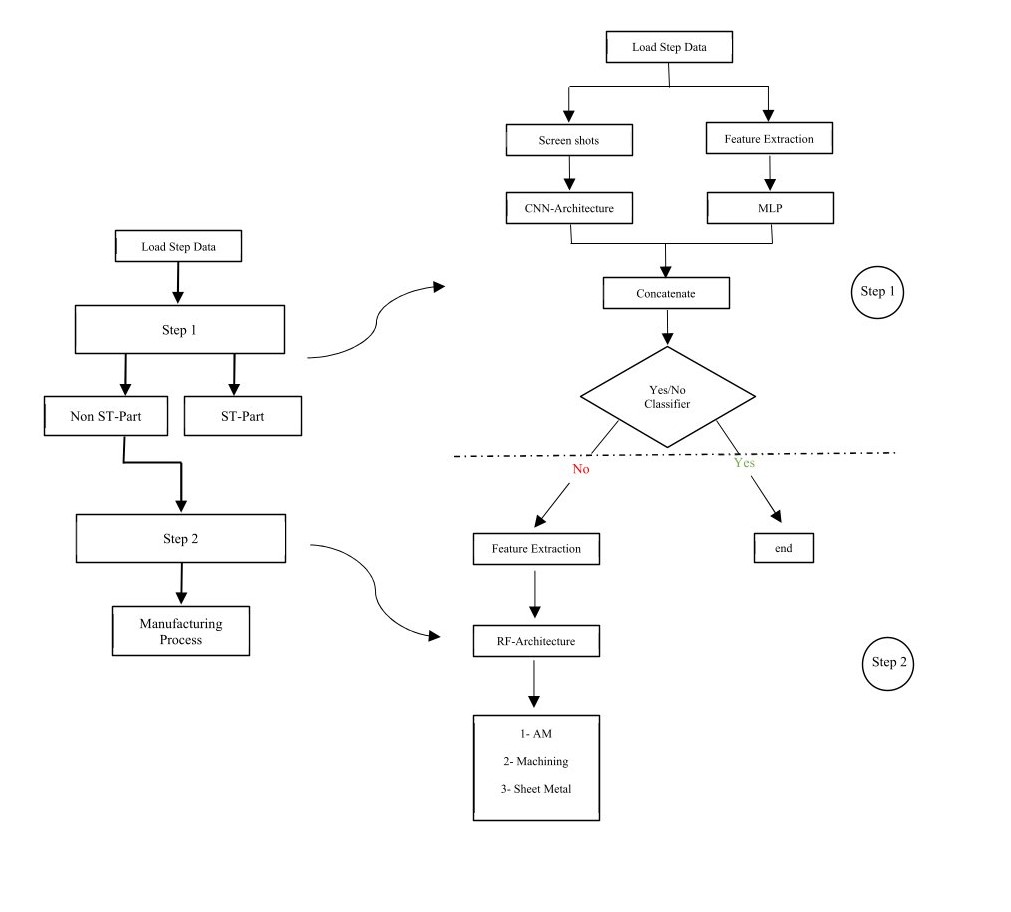 Load Step Data
Step 1
Non ST-Part
ST-Part
Step 2
Manufacturing
Process
Load Step Data
Screen shots
Feature Extraction
CNN-Architecture
MLP
Concatenate
Step 1
Yes/No
Classifier
No
Yes
Feature Extraction
end
RF-Architecture
Step 2
1- AM
2- Machining
3- Sheet Metal